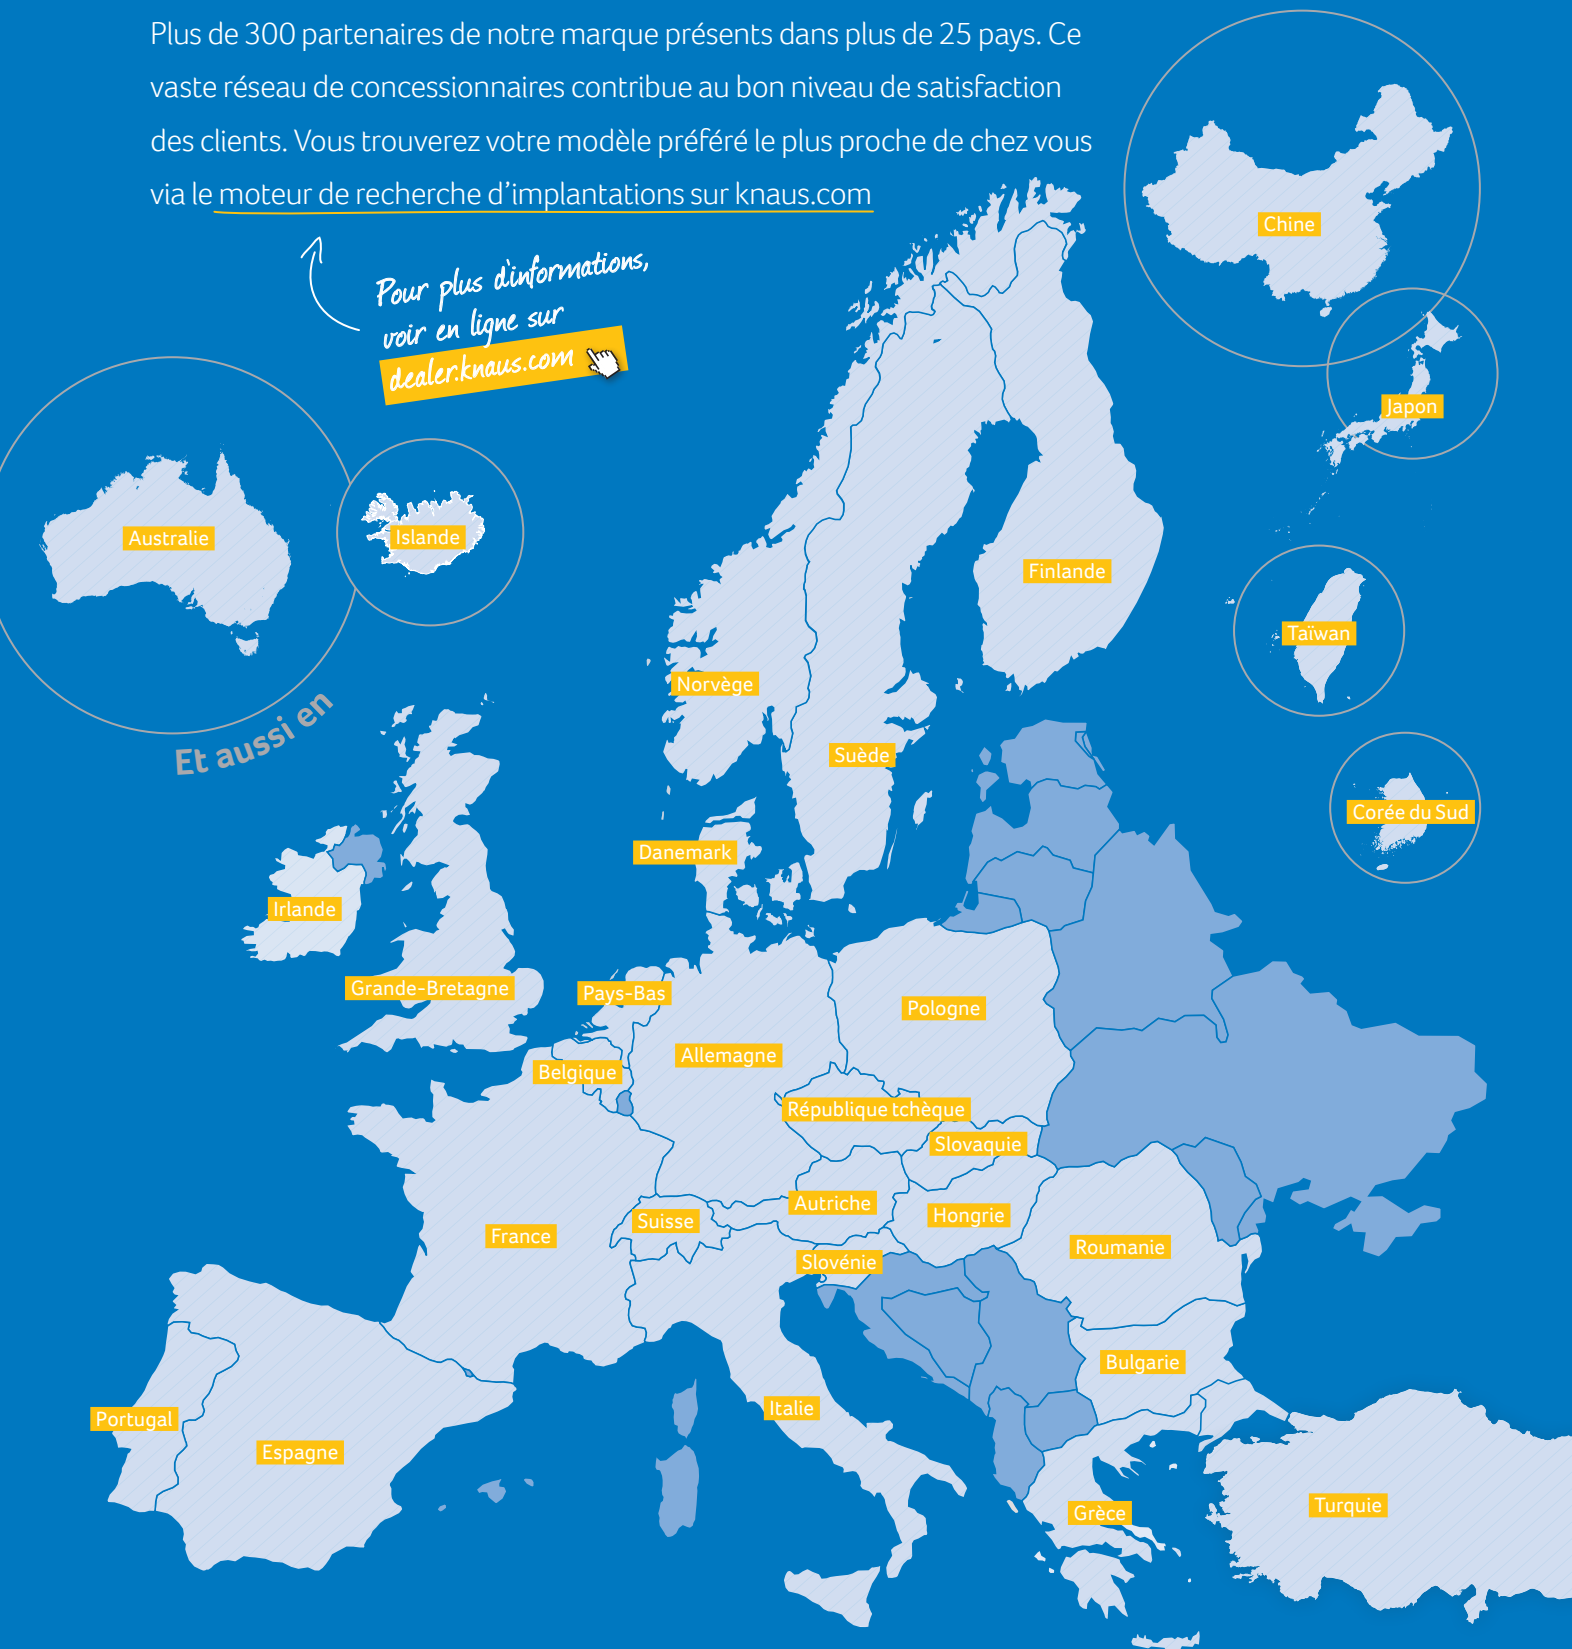 Plus de 300 partenaires de notre marque présents dans plus de 25 pays. Ce
vaste réseau de concessionnaires contribue au bon niveau de satisfaction
des clients. Vous trouverez votre modèle préféré le plus proche de chez vous
via le moteur de recherche d’implantations sur knaus.com
Pour plus d'informations,
voir en ligne sur
dealer.knaus.com
Chine
Japon
Australie
Islande
Finlande
Taïwan
Norvège
Et aussi en
Suède
Corée du Sud
Danemark
Irlande
Grande-Bretagne
Pays-Bas
Pologne
Allemagne
Belgique
République tchèque
Slovaquie
Autriche
Hongrie
Suisse
France
Roumanie
Slovénie
Bulgarie
Italie
Portugal
Espagne
Turquie
Grèce